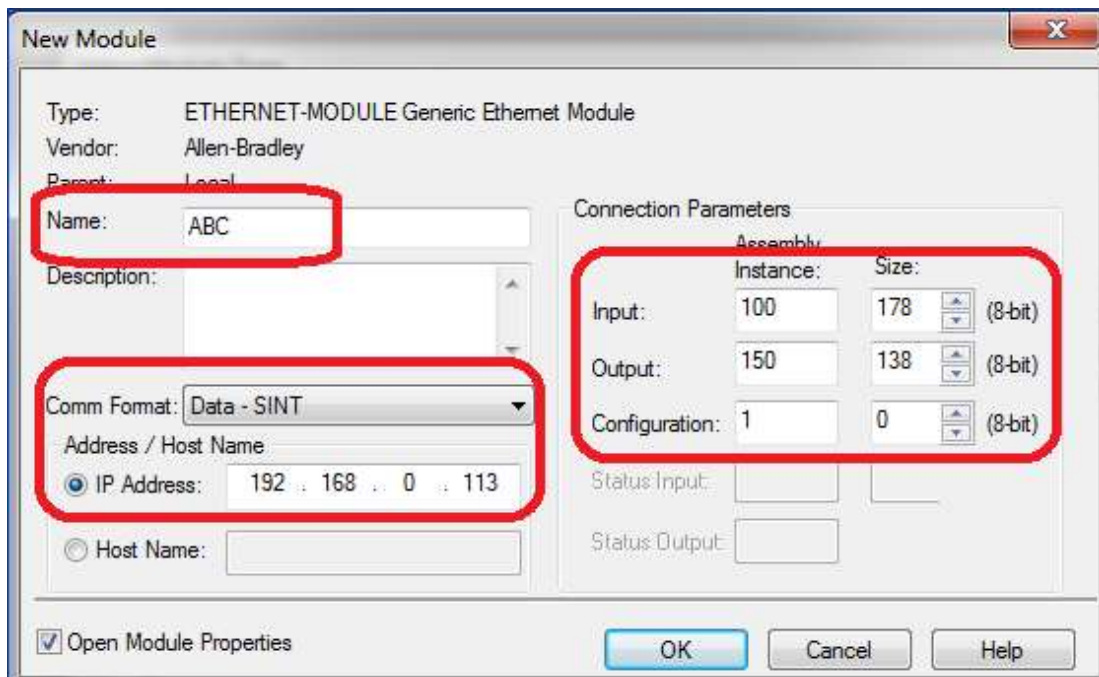 New Module
Type: ETHERNET-MODULE Generic Ethernet Module
Vendor: Allen-Bradley
Parent: Local
Name: ABC
Description:
Comm Format: Data - SINT
Address / Host Name
IP Address: 192 . 168 . 0 . 113
Host Name:
Connection Parameters
Assembly
Instance: Size:
Input: 100 178 (8-bit)
Output: 150 138 (8-bit)
Configuration: 1 0 (8-bit)
Status Input:
Status Output:
Open Module Properties
OK Cancel Help